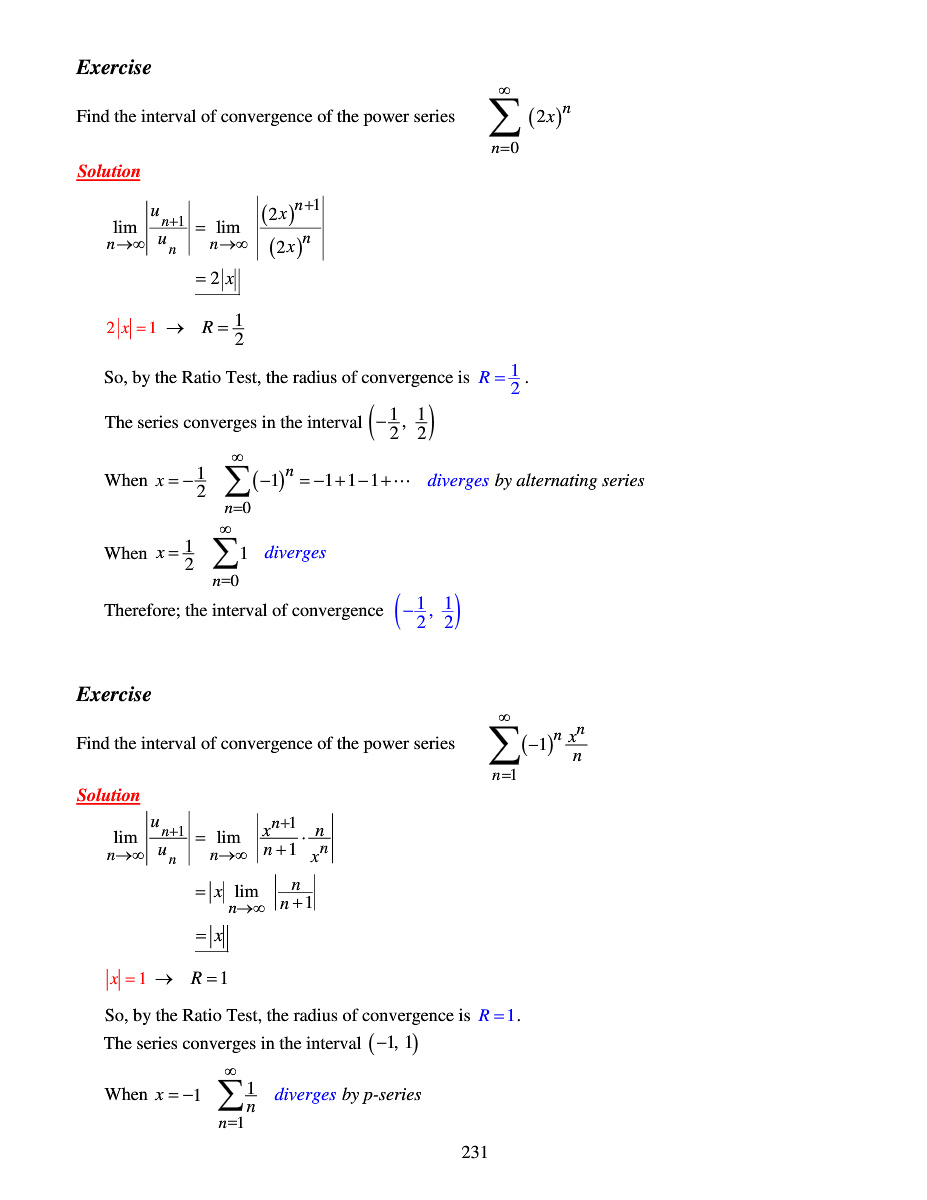 Exercise
Find the interval of convergence of the power series $\sum_{n=0}^{\infty} (2x)^n$
Solution
$\lim_{n\to\infty} \left|\frac{u_{n+1}}{u_n}\right| = \lim_{n\to\infty} \left|\frac{(2x)^{n+1}}{(2x)^n}\right|$
$= 2|x|$
$2|x| = 1 \to R = \frac{1}{2}$
So, by the Ratio Test, the radius of convergence is $R = \frac{1}{2}$.
The series converges in the interval $\left(-\frac{1}{2}, \frac{1}{2}\right)$
When $x = -\frac{1}{2}$ $\sum_{n=0}^{\infty} (-1)^n = -1+1-1+\cdots$ diverges by alternating series
When $x = \frac{1}{2}$ $\sum_{n=0}^{\infty} 1$ diverges
Therefore; the interval of convergence $\left(-\frac{1}{2}, \frac{1}{2}\right)$
Exercise
Find the interval of convergence of the power series $\sum_{n=1}^{\infty} (-1)^n \frac{x^n}{n}$
Solution
$\lim_{n\to\infty} \left|\frac{u_{n+1}}{u_n}\right| = \lim_{n\to\infty} \left|\frac{x^{n+1}}{n+1} \cdot \frac{n}{x^n}\right|$
$= |x| \lim_{n\to\infty} \left|\frac{n}{n+1}\right|$
$= |x|$
$|x| = 1 \to R = 1$
So, by the Ratio Test, the radius of convergence is $R = 1$.
The series converges in the interval $(-1, 1)$
When $x = -1$ $\sum_{n=1}^{\infty} \frac{1}{n}$ diverges by p-series
231